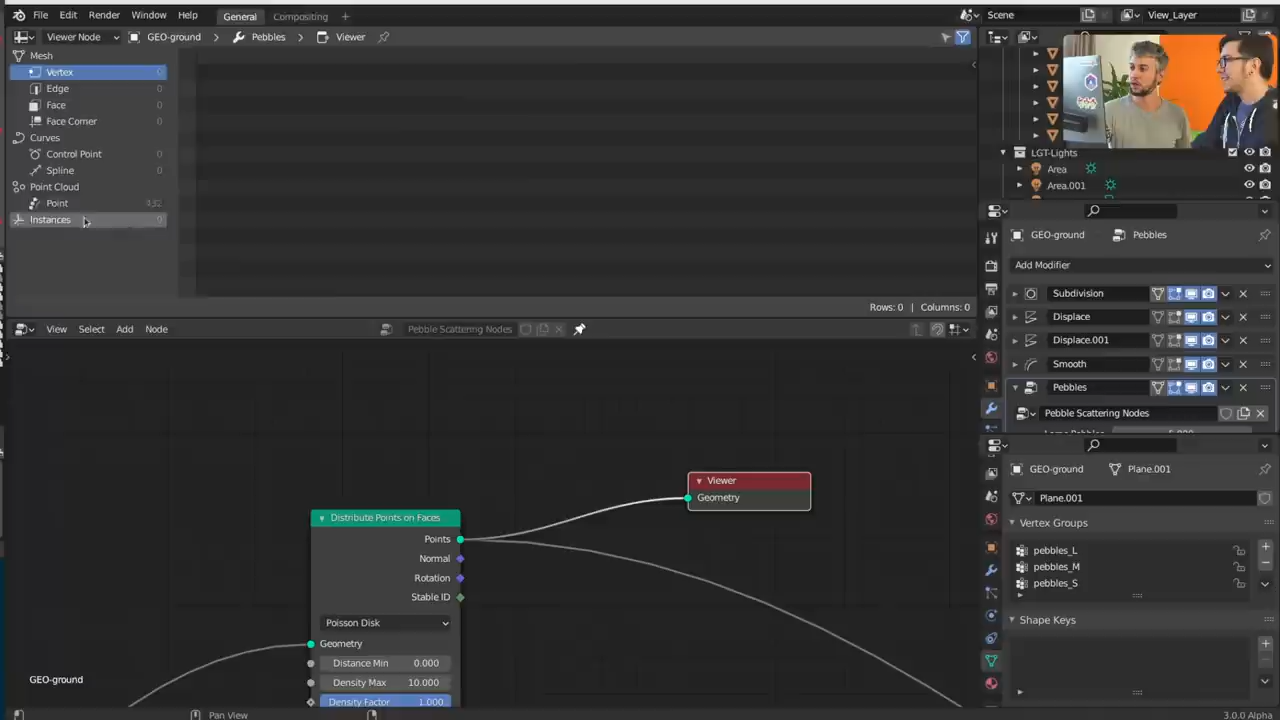 File Edit Render Window Help General Compositing + Scene View_Layer
Viewer Node GEO-ground > Pebbles > Viewer
Mesh
Vertex 0
Edge 0
Face 0
Face Corner 0
Curves
Control Point 0
Spline 0
Point Cloud
Point 432
Instances 0
Rows: 0 | Columns: 0
LGT-Lights
Area
Area.001
GEO-ground Pebbles
Add Modifier
Subdivision
Displace
Displace.001
Smooth
Pebbles
Pebble Scattering Nodes
View Select Add Node Pebble Scattering Nodes
Viewer
Geometry
Distribute Points on Faces
Points
Normal
Rotation
Stable ID
Poisson Disk
Geometry
Distance Min 0.000
Density Max 10.000
Density Factor 1.000
GEO-ground
GEO-ground Plane.001
Plane.001
Vertex Groups
pebbles_L
pebbles_M
pebbles_S
Shape Keys
Pan View
3.0.0 Alpha